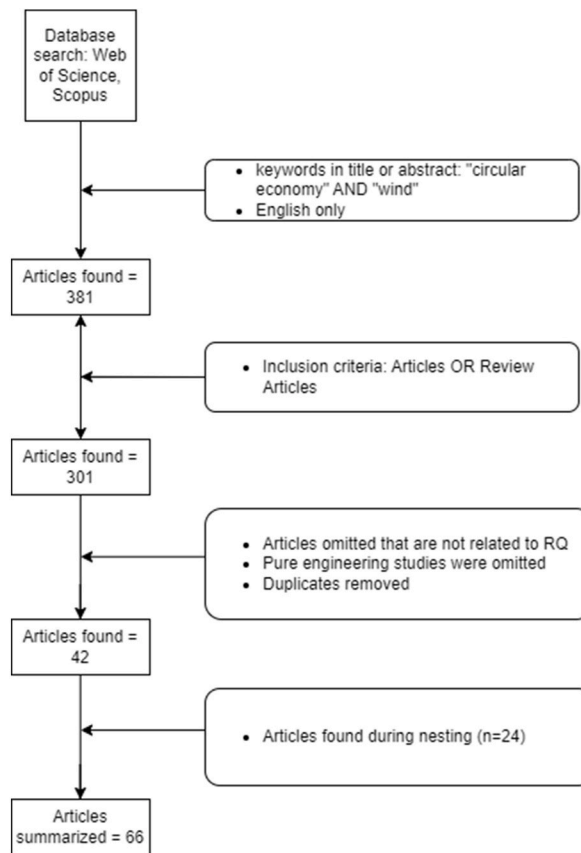 Database
search: Web
of Science,
Scopus
• keywords in title or abstract: "circular
economy" AND "wind"
• English only
Articles found =
381
• Inclusion criteria: Articles OR Review
Articles
Articles found =
301
• Articles omitted that are not related to RQ
• Pure engineering studies were omitted
• Duplicates removed
Articles found =
42
• Articles found during nesting (n=24)
Articles
summarized = 66